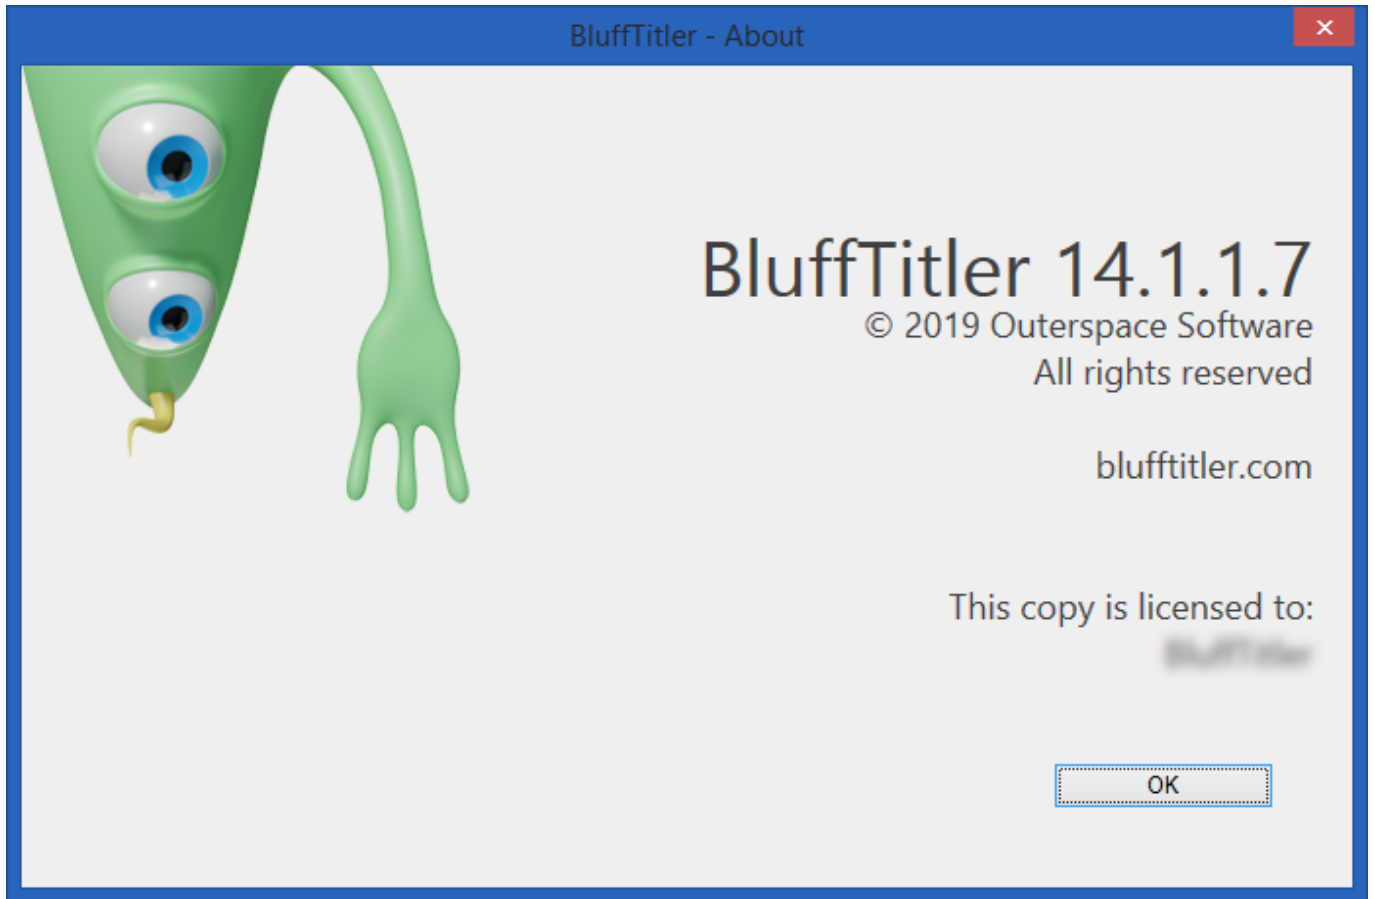 BluffTitler - About
BluffTitler 14.1.1.7
© 2019 Outerspace Software
All rights reserved
blufftitler.com
This copy is licensed to:
OK